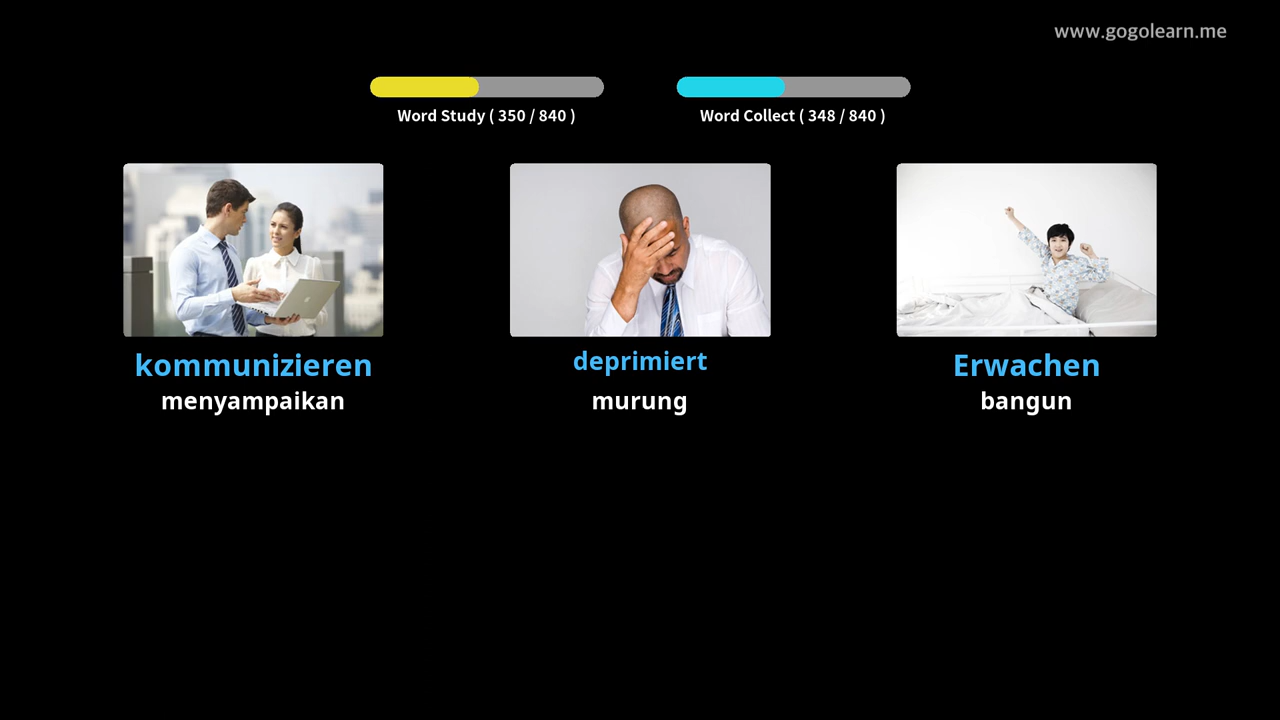 www.gogolearn.me
Word Study ( 350 / 840 )
Word Collect ( 348 / 840 )
kommunizieren
menyampaikan
deprimiert
murung
Erwachen
bangun